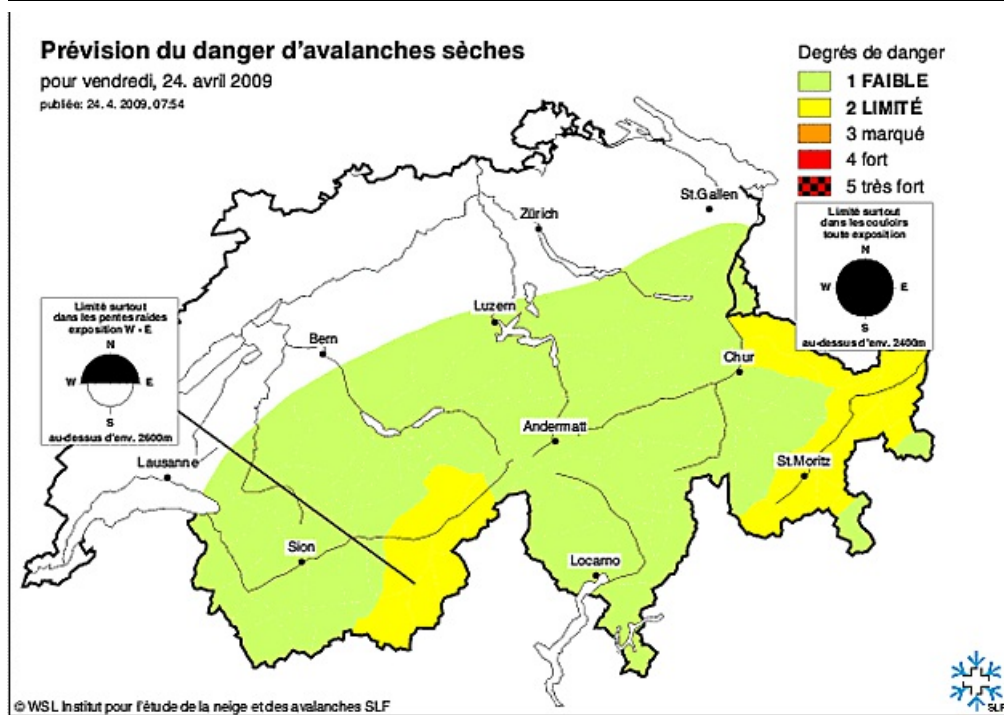 Prévision du danger d'avalanches sèches
pour vendredi, 24. avril 2009
publiée: 24. 4. 2009, 07:54
Degrés de danger
1 FAIBLE
2 LIMITÉ
3 marqué
4 fort
5 très fort
Limité surtout
dans les couloirs
toute exposition
N
W E
S
au-dessus d'env. 2400m
Limité surtout
dans les pentes raides
exposition W - E
N
W E
S
au-dessus d'env. 2600m
St.Gallen
Zürich
Luzern
Bern
Chur
Andermatt
Lausanne
St.Moritz
Sion
Locarno
© WSL Institut pour l'étude de la neige et des avalanches SLF
SLF